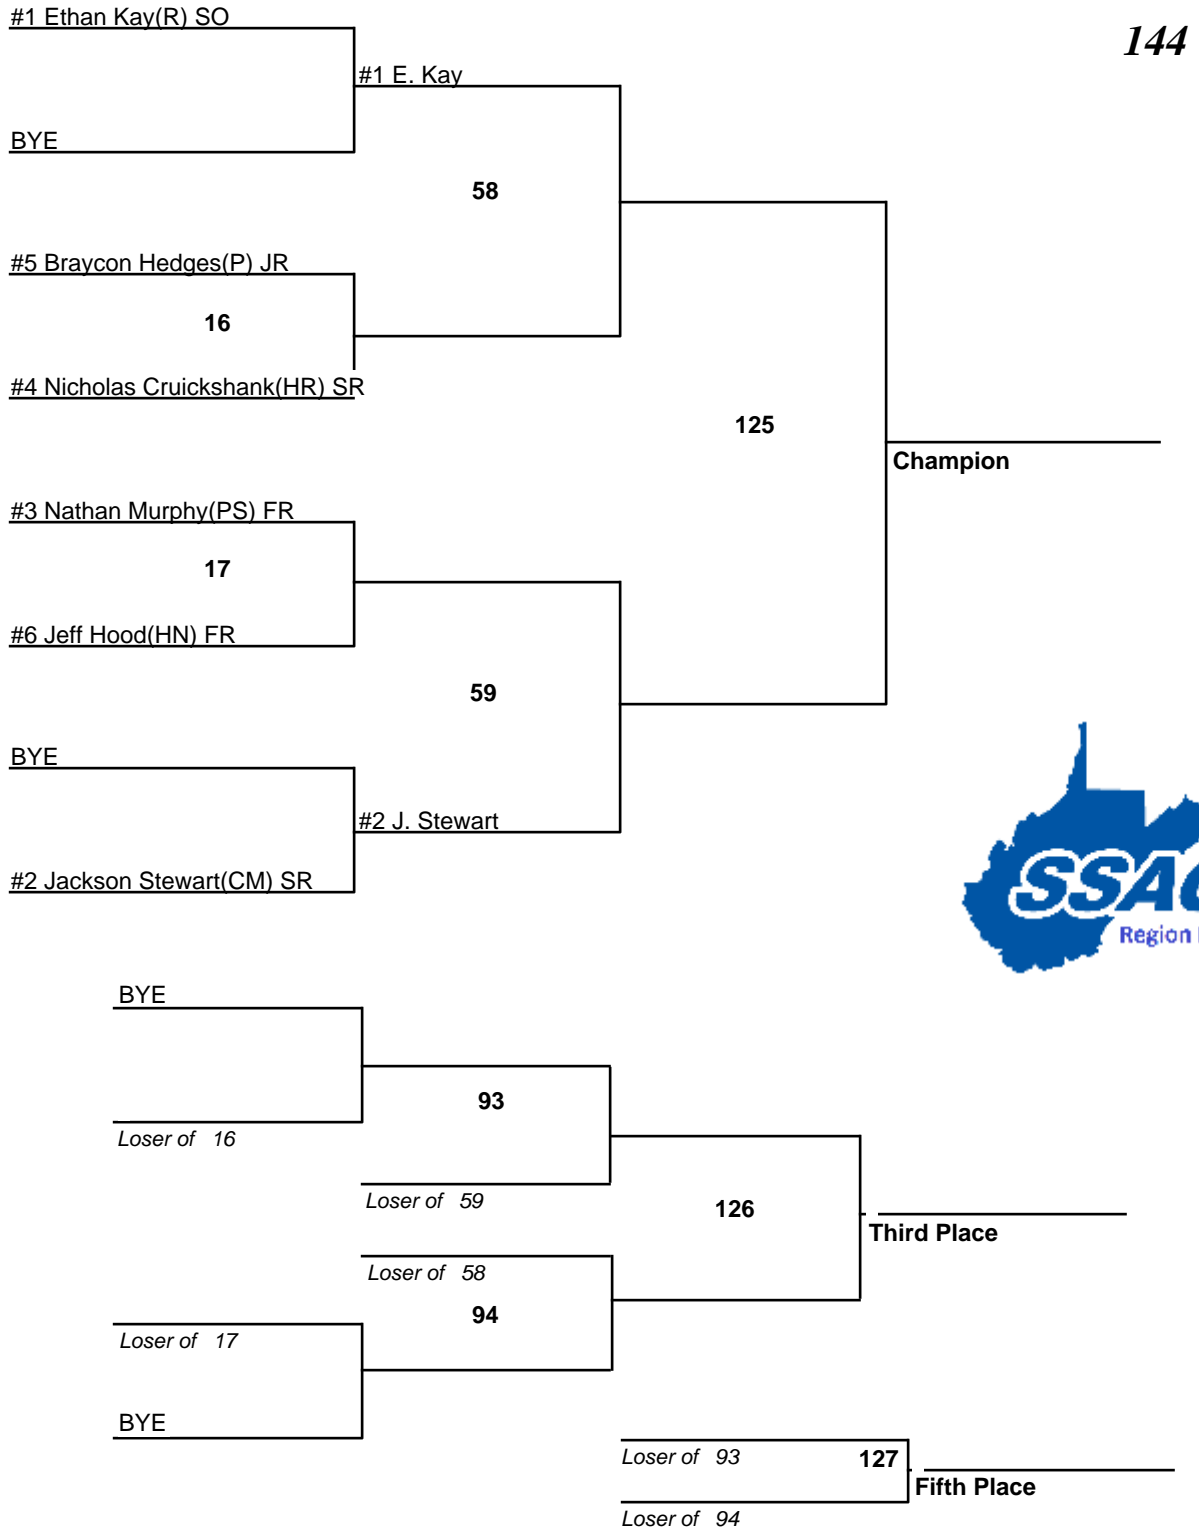 #1 Ethan Kay(R) SO
144
#1 E. Kay
BYE
58
#5 Braycon Hedges(P) JR
16
#4 Nicholas Cruickshank(HR) SR
125
Champion
#3 Nathan Murphy(PS) FR
17
#6 Jeff Hood(HN) FR
59
BYE
#2 J. Stewart
#2 Jackson Stewart(CM) SR
Region
BYE
93
Loser of 16
Loser of 59
126
Third Place
Loser of 58
94
Loser of 17
BYE
Loser of 93
127
Fifth Place
Loser of 94